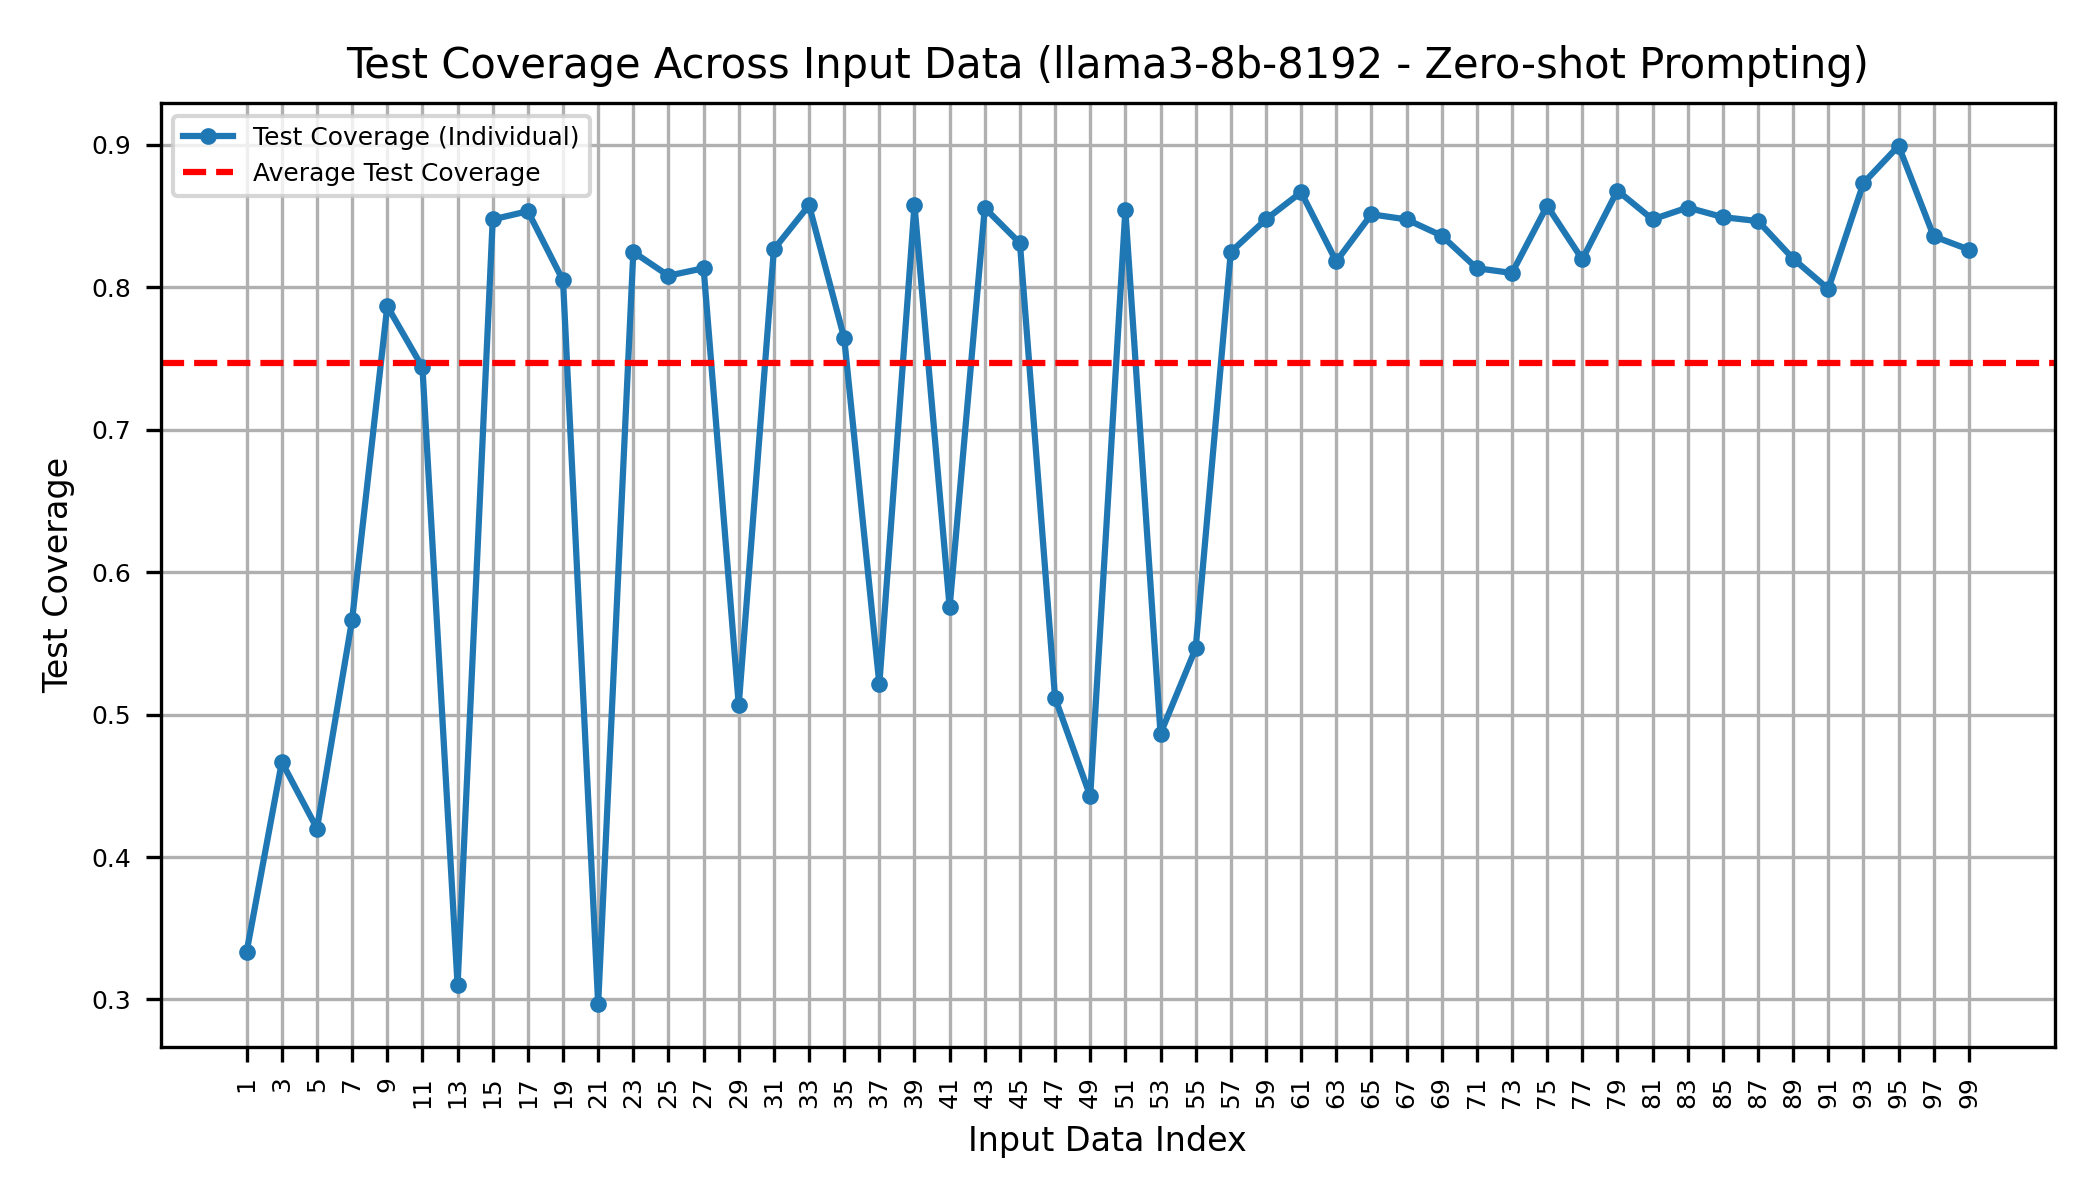 Test Coverage Across Input Data (llama3-8b-8192 - Zero-shot Prompting)
Test Coverage (Individual)
Average Test Coverage
Test Coverage
0.9
0.8
0.7
0.6
0.5
0.4
0.3
1 3 5 7 9 11 13 15 17 19 21 23 25 27 29 31 33 35 37 39 41 43 45 47 49 51 53 55 57 59 61 63 65 67 69 71 73 75 77 79 81 83 85 87 89 91 93 95 97 99
Input Data Index